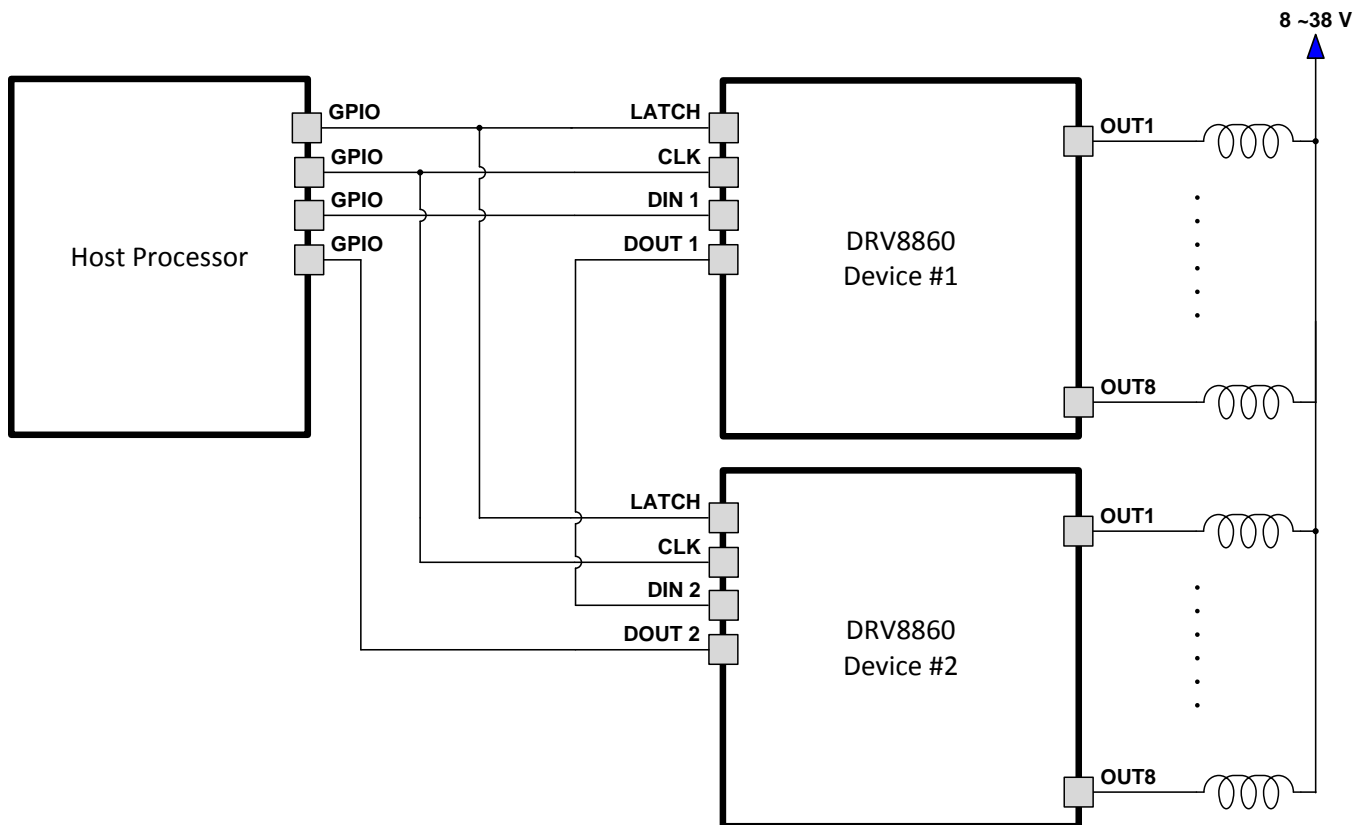 8 ~38 V
GPIO
GPIO
GPIO
GPIO
Host Processor
LATCH
CLK
DIN 1
DOUT 1
DRV8860
Device #1
OUT1
OUT8
LATCH
CLK
DIN 2
DOUT 2
DRV8860
Device #2
OUT1
OUT8